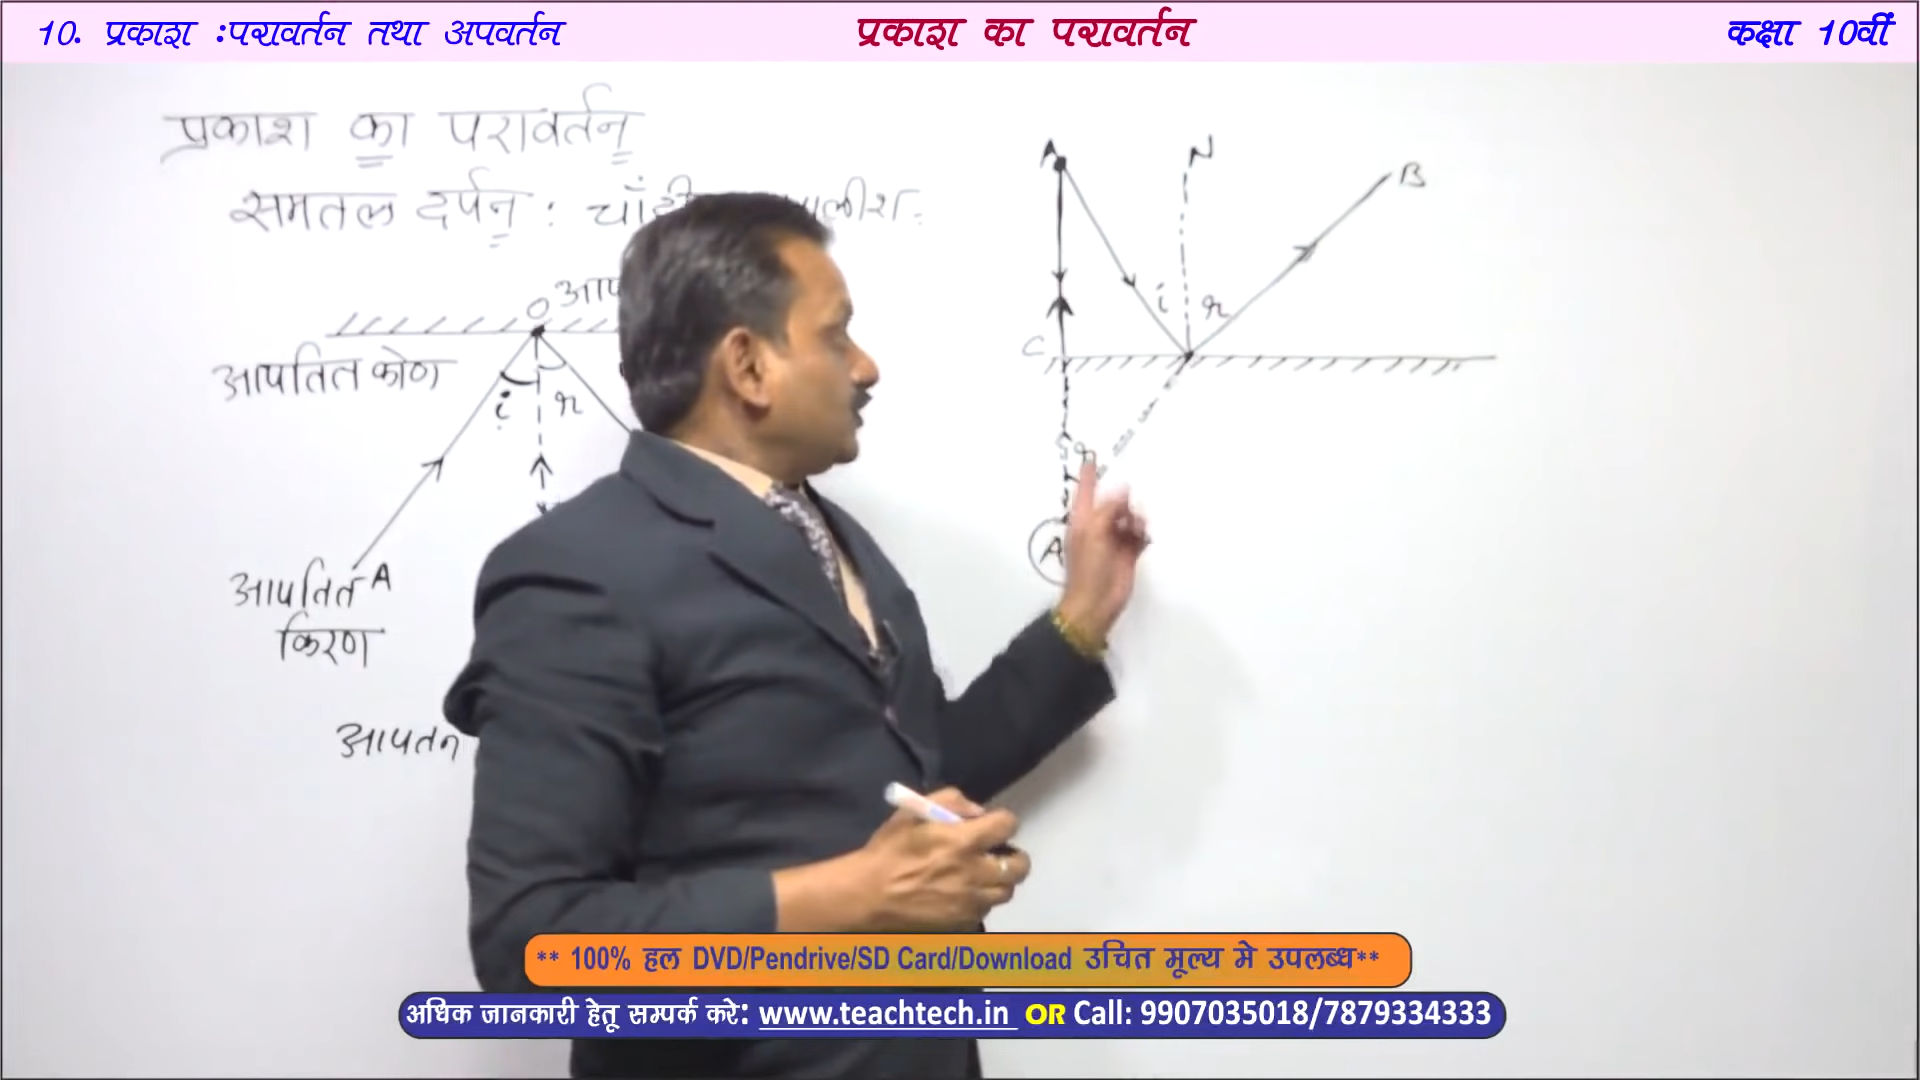 10. प्रकाश :परावर्तन तथा अपवर्तन
प्रकाश का परावर्तन
कक्षा 10वीं
प्रकाश का परावर्तन
समतल दर्पन :
O
आपतित कोण
i r
A
आपतित
किरण
आपतन
A N B
i r
C
r
A
** 100% हल DVD/Pendrive/SD Card/Download उचित मूल्य मे उपलब्ध**
अधिक जानकारी हेतू सम्पर्क करे: www.teachtech.in OR Call: 9907035018/7879334333